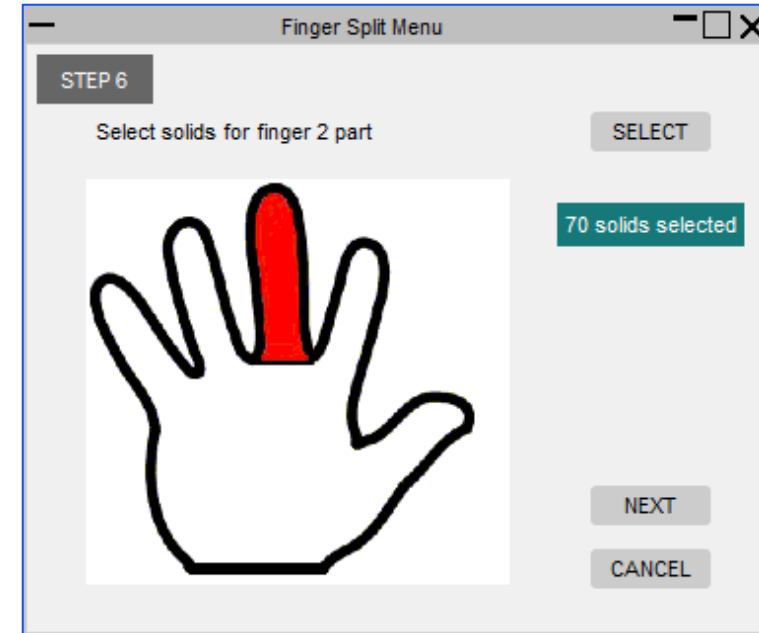 Finger Split Menu
STEP 6
Select solids for finger 2 part
SELECT
70 solids selected
NEXT
CANCEL